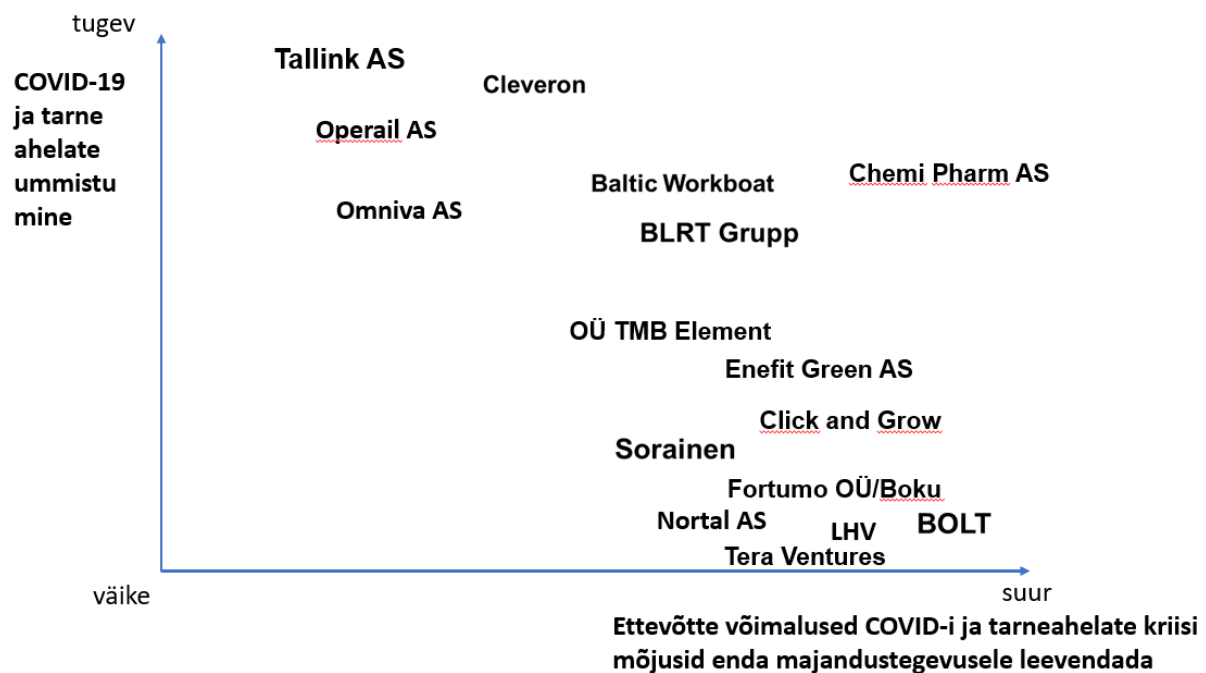 tugev
COVID-19
ja tarne
ahelate
ummistu
mine
Tallink AS
Cleveron
Operail AS
Chemi Pharm AS
Baltic Workboat
Omniva AS
BLRT Grupp
OÜ TMB Element
Enefit Green AS
Click and Grow
Sorainen
Fortumo OÜ/Boku
Nortal AS
LHV
BOLT
Tera Ventures
väike
suur
Ettevõtte võimalused COVID-i ja tarneahelate kriisi
mõjusid enda majandustegevusele leevendada